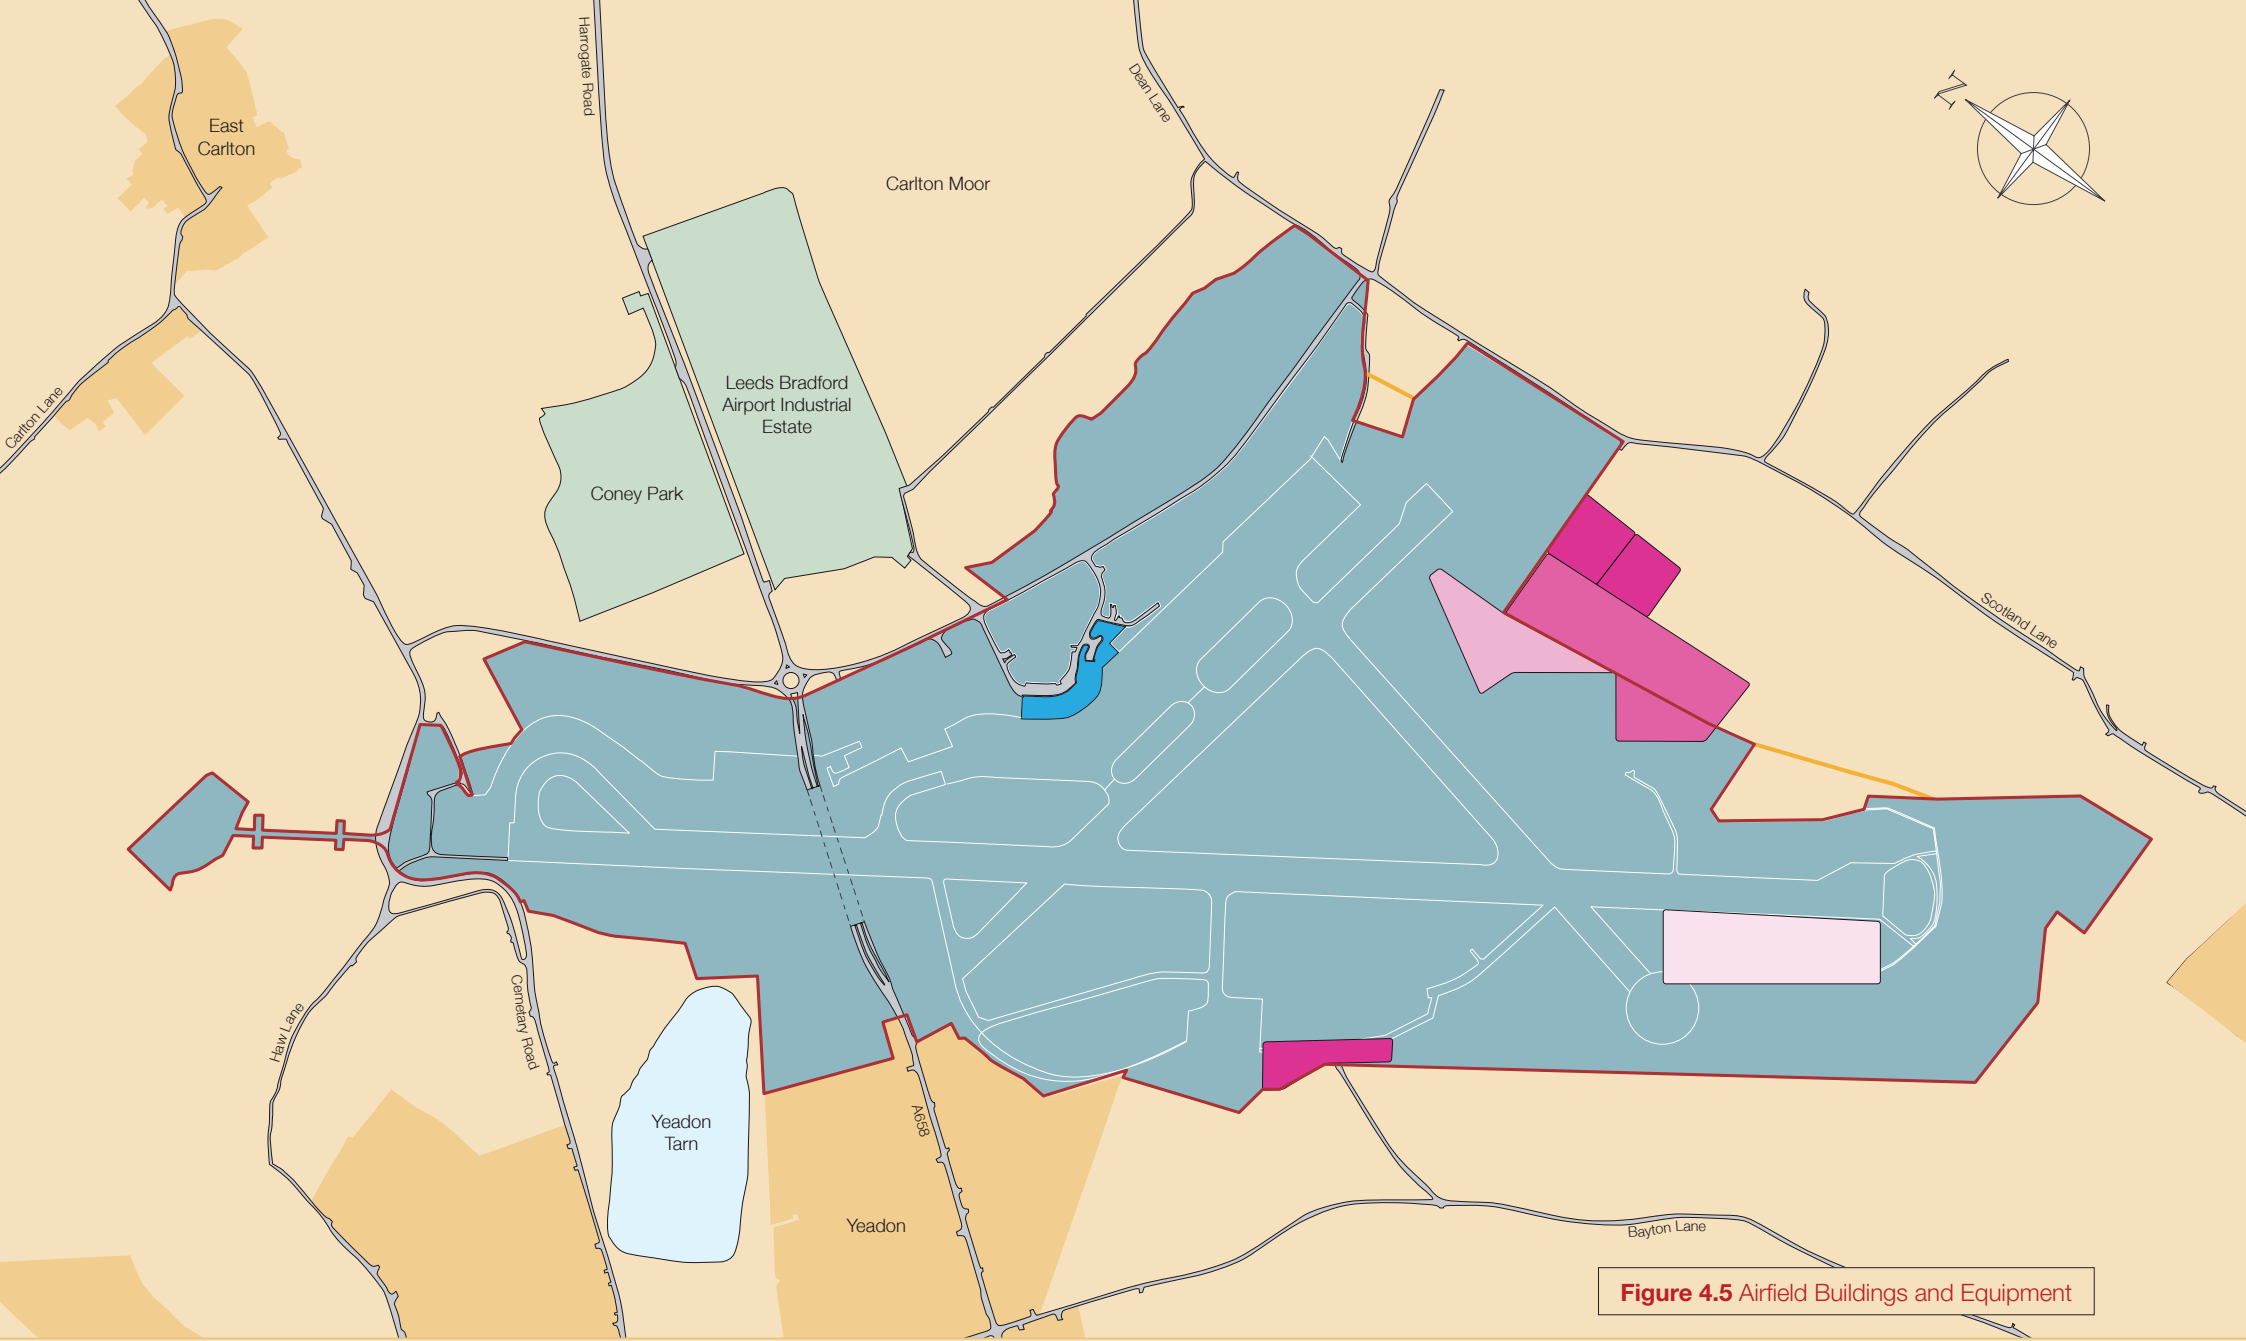 Harrogate Road
Dean Lane
N
East
Carlton
Carlton Moor
Leeds Bradford
Airport Industrial
Estate
Carlton Lane
Coney Park
Scotland Lane
Haw Lane
Cemetary Road
Yeadon
Tarn
A658
Yeadon
Bayton Lane
Figure 4.5 Airfield Buildings and Equipment